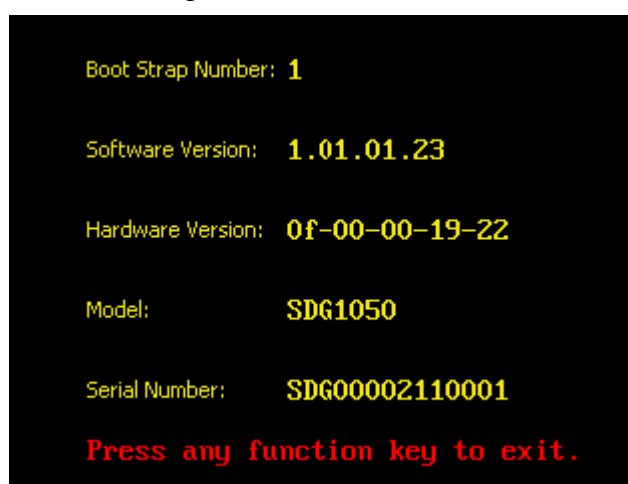 Boot Strap Number: 1
Software Version: 1.01.01.23
Hardware Version: 0f-00-00-19-22
Model: SDG1050
Serial Number: SDG00002110001
Press any function key to exit.